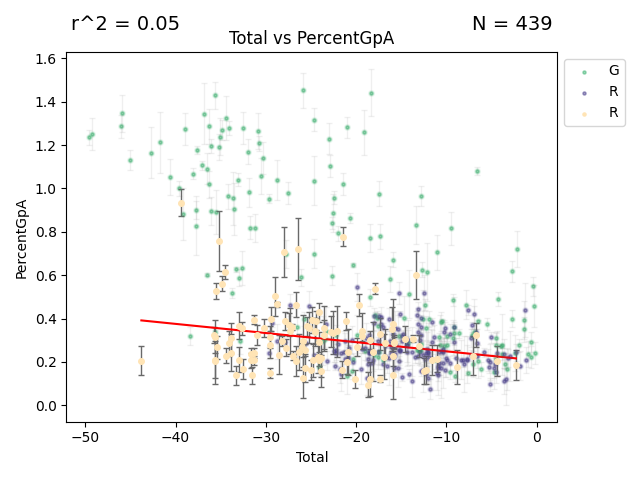 r^2 = 0.05
N = 439
Total vs PercentGpA
G
R
R
PercentGpA
1.6
1.4
1.2
1.0
0.8
0.6
0.4
0.2
0.0
−50
−40
−30
−20
−10
0
Total